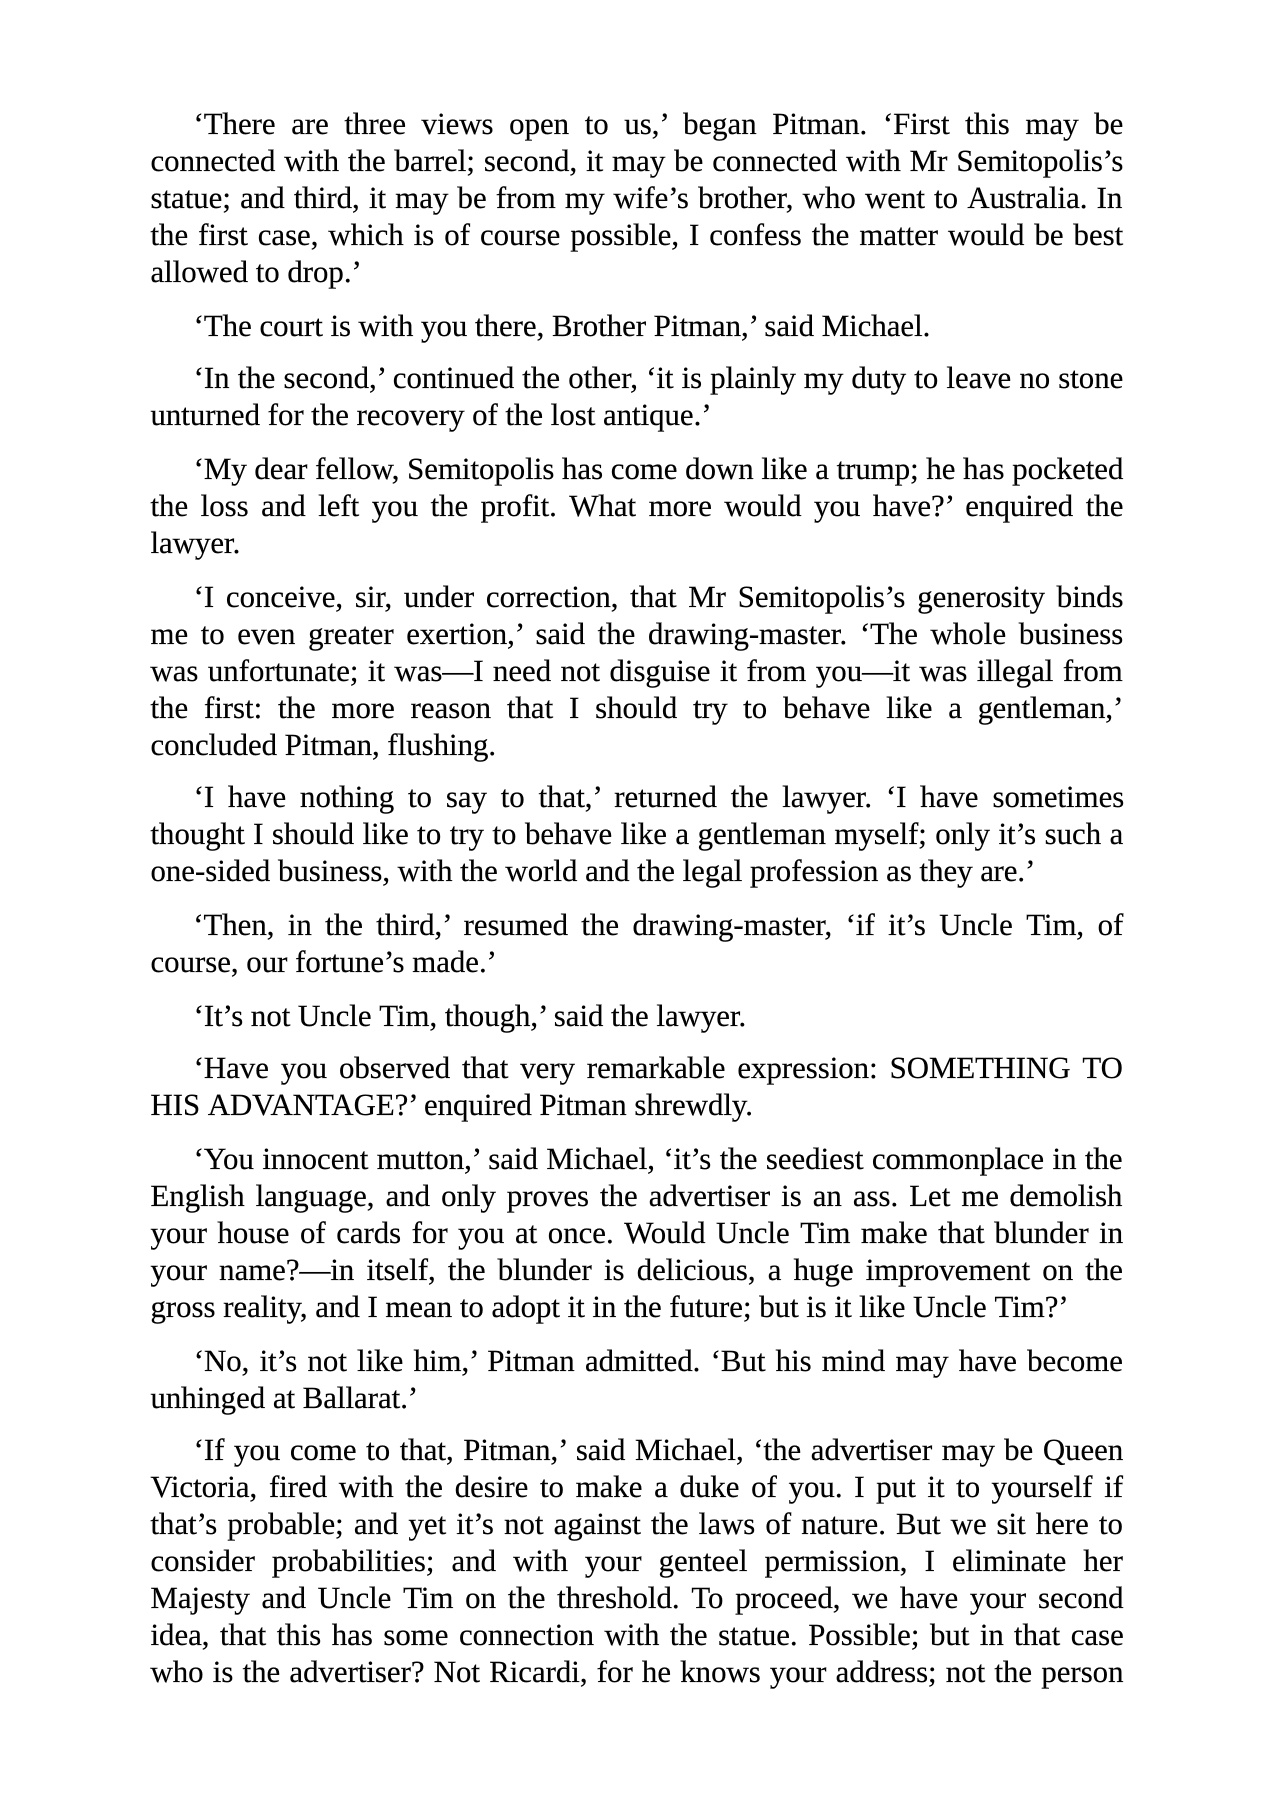 ‘There are three views open to us,’ began Pitman. ‘First this may be
connected with the barrel; second, it may be connected with Mr Semitopolis’s
statue; and third, it may be from my wife’s brother, who went to Australia. In
the first case, which is of course possible, I confess the matter would be best
allowed to drop.’
‘The court is with you there, Brother Pitman,’ said Michael.
‘In the second,’ continued the other, ‘it is plainly my duty to leave no stone
unturned for the recovery of the lost antique.’
‘My dear fellow, Semitopolis has come down like a trump; he has pocketed
the loss and left you the profit. What more would you have?’ enquired the
lawyer.
‘I conceive, sir, under correction, that Mr Semitopolis’s generosity binds
me to even greater exertion,’ said the drawing-master. ‘The whole business
was unfortunate; it was—I need not disguise it from you—it was illegal from
the first: the more reason that I should try to behave like a gentleman,’
concluded Pitman, flushing.
‘I have nothing to say to that,’ returned the lawyer. ‘I have sometimes
thought I should like to try to behave like a gentleman myself; only it’s such a
one-sided business, with the world and the legal profession as they are.’
‘Then, in the third,’ resumed the drawing-master, ‘if it’s Uncle Tim, of
course, our fortune’s made.’
‘It’s not Uncle Tim, though,’ said the lawyer.
‘Have you observed that very remarkable expression: SOMETHING TO
HIS ADVANTAGE?’ enquired Pitman shrewdly.
‘You innocent mutton,’ said Michael, ‘it’s the seediest commonplace in the
English language, and only proves the advertiser is an ass. Let me demolish
your house of cards for you at once. Would Uncle Tim make that blunder in
your name?—in itself, the blunder is delicious, a huge improvement on the
gross reality, and I mean to adopt it in the future; but is it like Uncle Tim?’
‘No, it’s not like him,’ Pitman admitted. ‘But his mind may have become
unhinged at Ballarat.’
‘If you come to that, Pitman,’ said Michael, ‘the advertiser may be Queen
Victoria, fired with the desire to make a duke of you. I put it to yourself if
that’s probable; and yet it’s not against the laws of nature. But we sit here to
consider probabilities; and with your genteel permission, I eliminate her
Majesty and Uncle Tim on the threshold. To proceed, we have your second
idea, that this has some connection with the statue. Possible; but in that case
who is the advertiser? Not Ricardi, for he knows your address; not the person